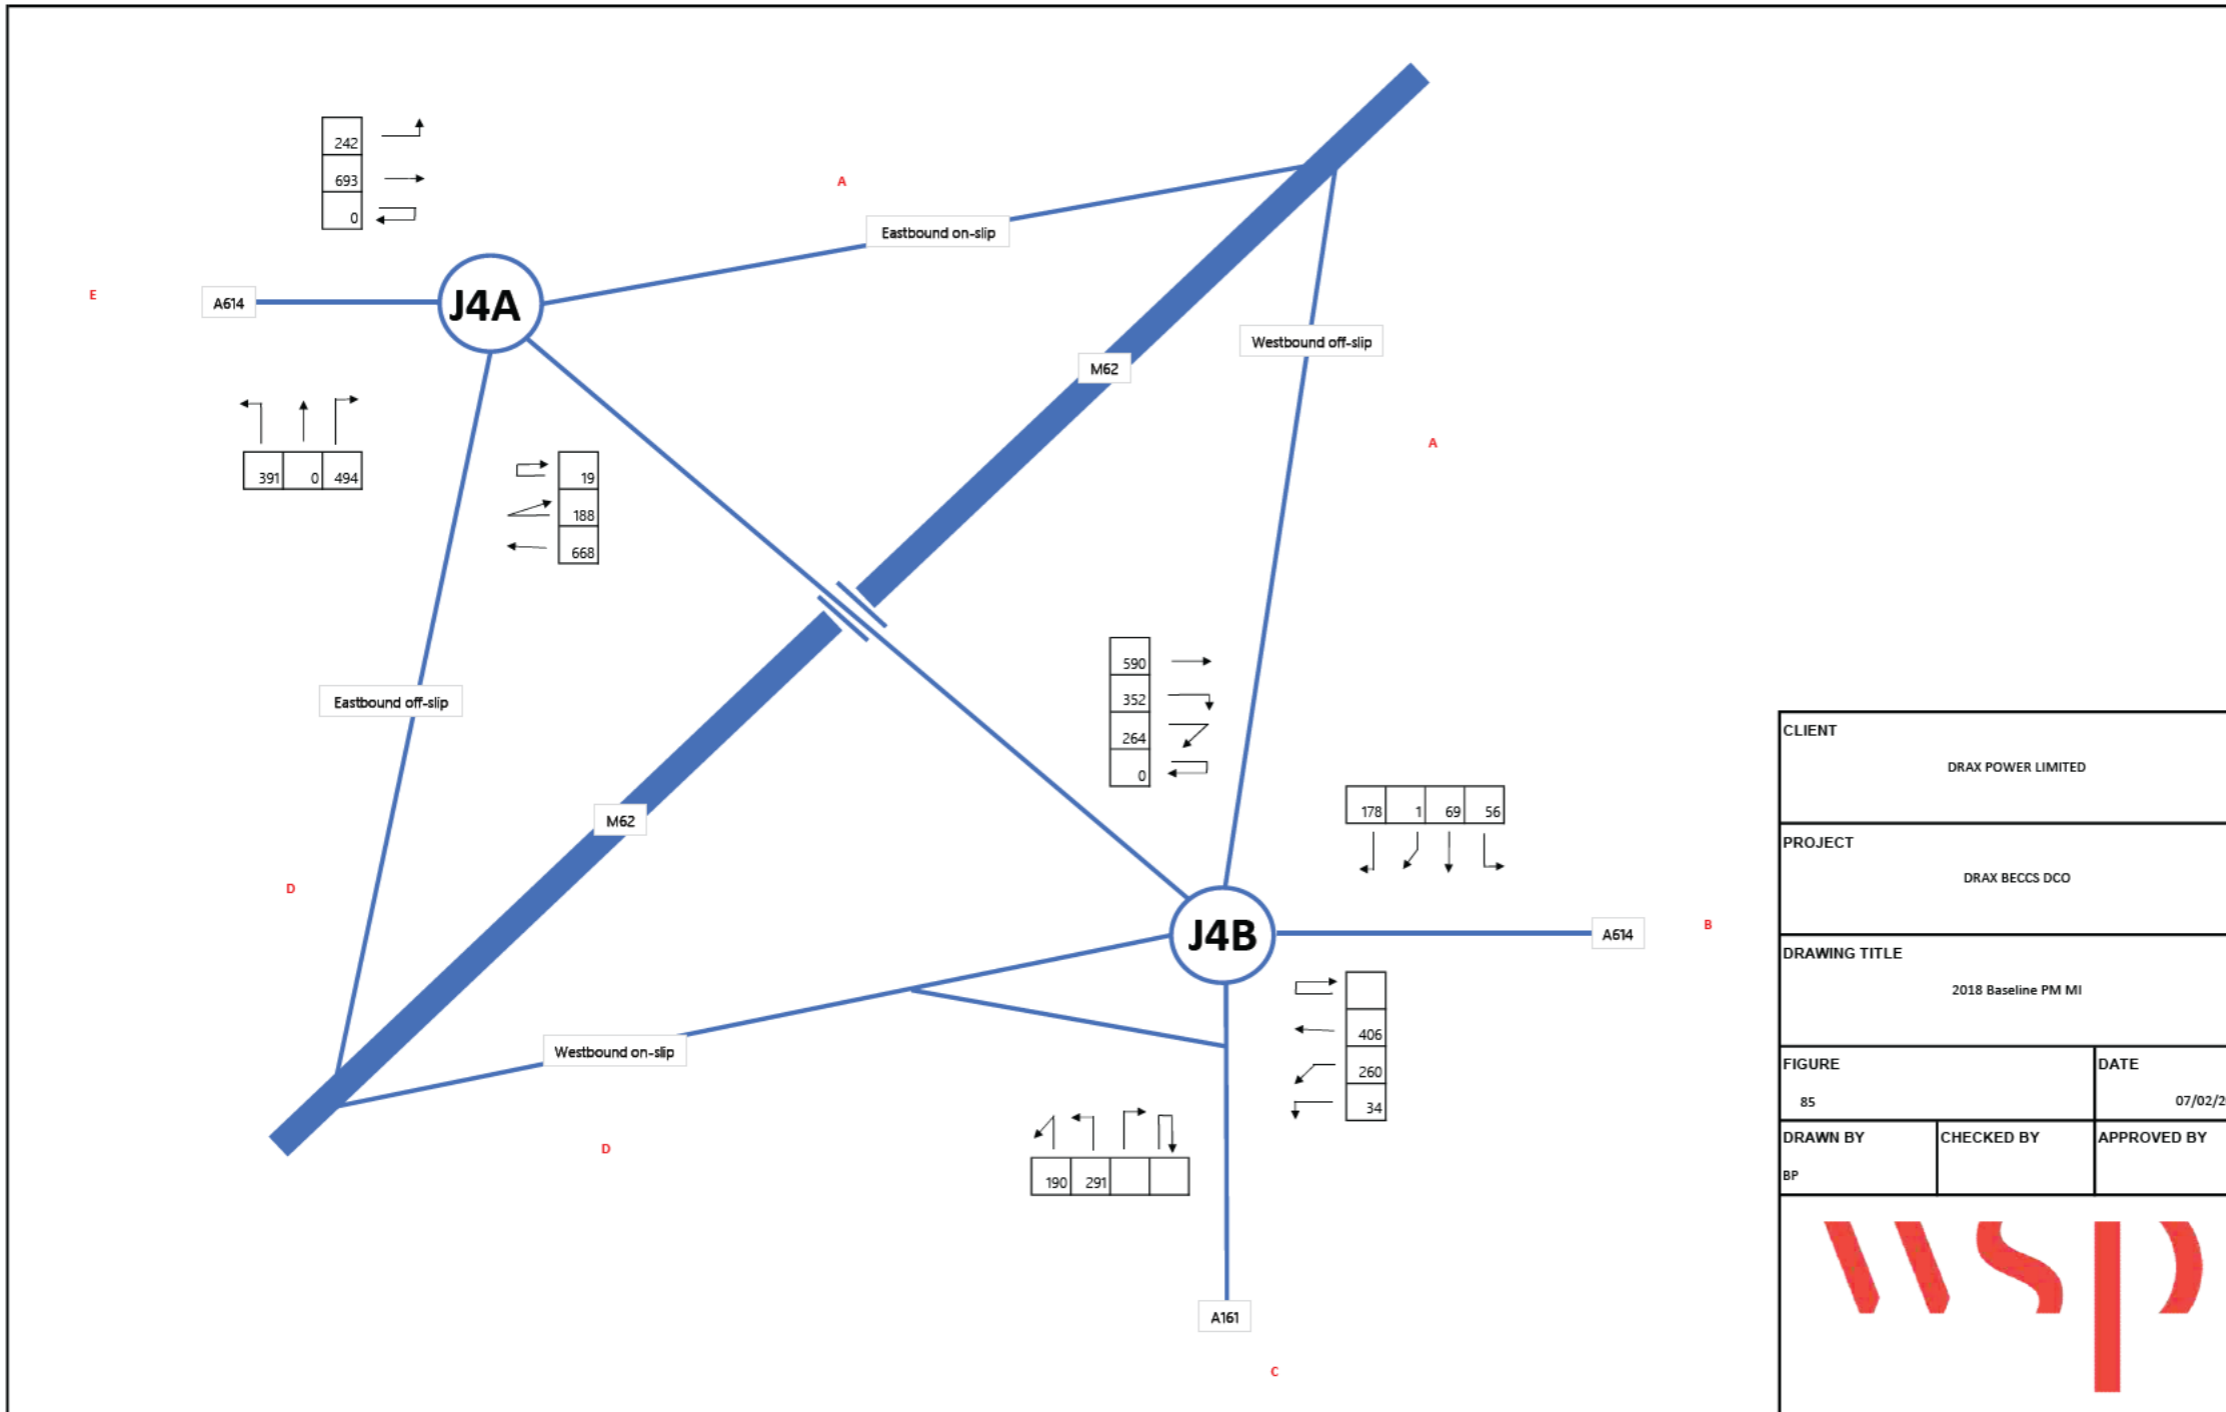 242
693
0
A
Eastbound on-slip
E
A614
J4A
Westbound off-slip
M62
A
391 0 494
19
188
668
590
352
264
0
Eastbound off-slip
178 1 69 56
M62
D
J4B
A614
B
406
260
34
Westbound on-slip
D
190 291
A161
C
CLIENT
DRAX POWER LIMITED
PROJECT
DRAX BECCS DCO
DRAWING TITLE
2018 Baseline PM MI
FIGURE DATE
85 07/02/2
DRAWN BY CHECKED BY APPROVED BY
BP
wsp